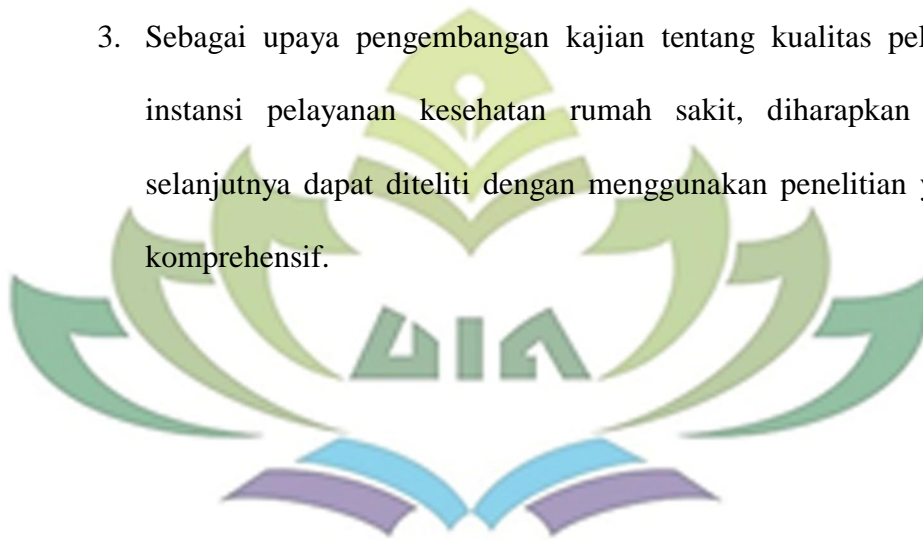 3. Sebagai upaya pengembangan kajian tentang kualitas pel
instansi pelayanan kesehatan rumah sakit, diharapkan
selanjutnya dapat diteliti dengan menggunakan penelitian y
komprehensif.
UIN